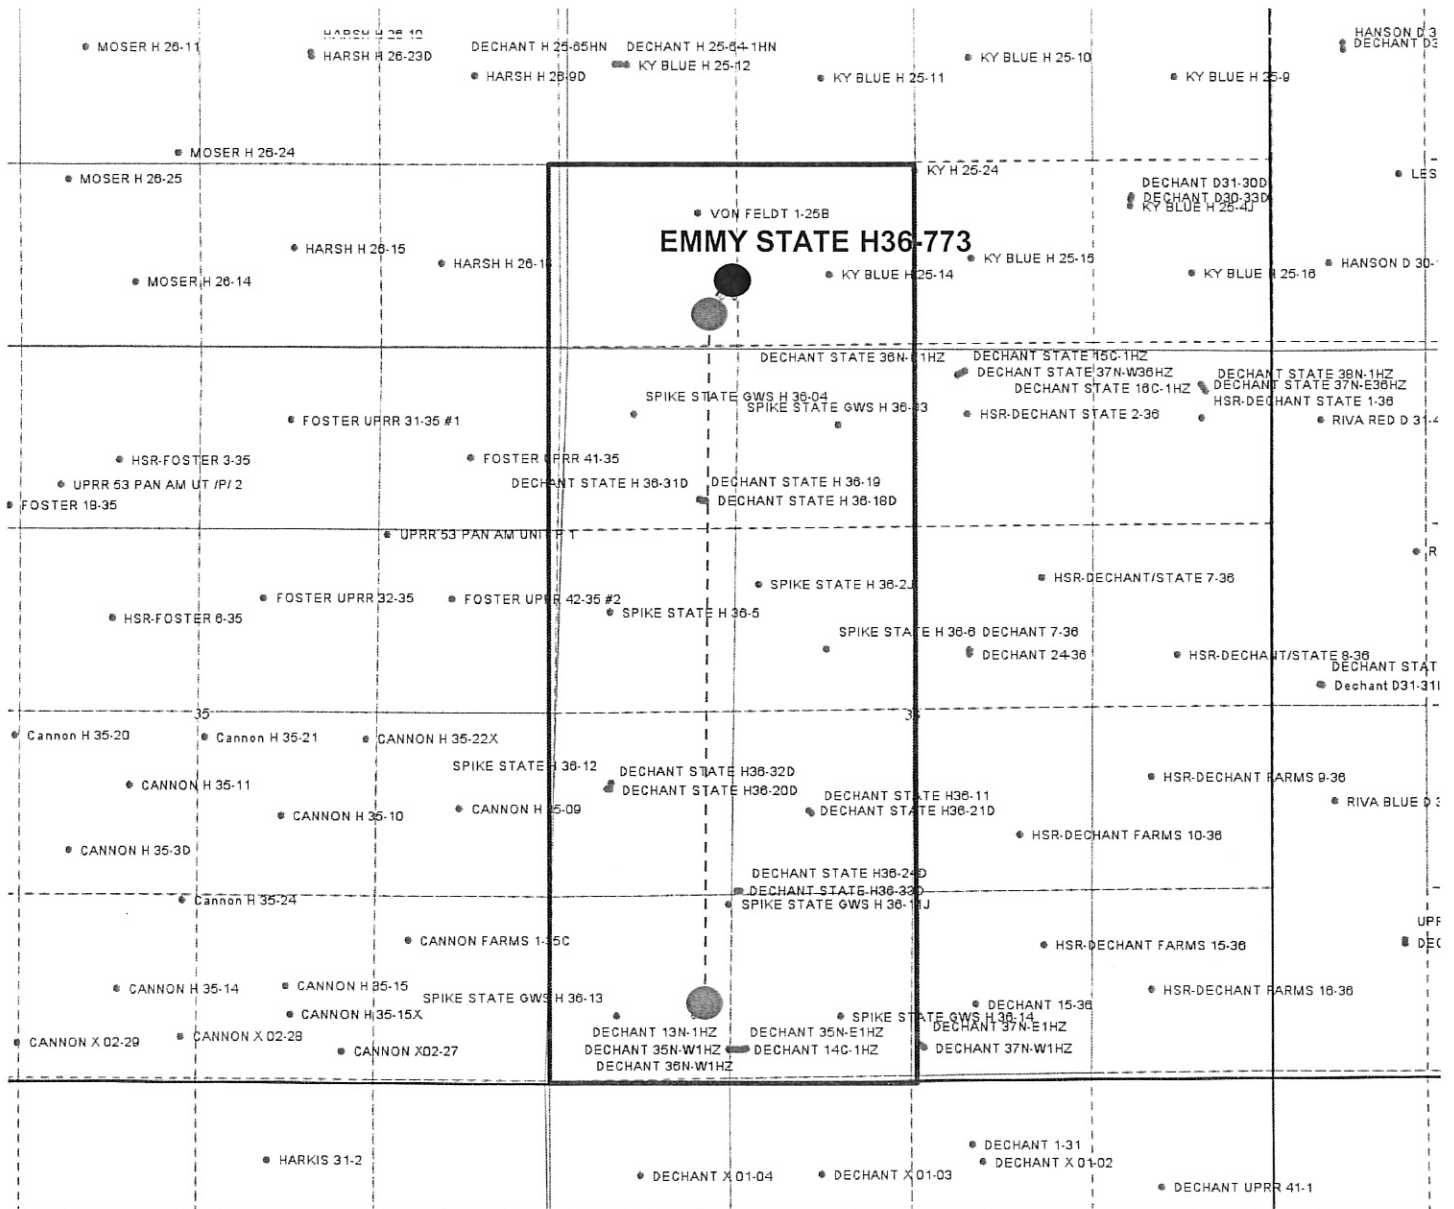 HARSH H 26-10
HANSON D 3
MOSER H 26-11
HARSH H 26-23D
DECHANT H 25-65HN
DECHANT H 25-64-1HN
DECHANT D3
HARSH H 26-9D
KY BLUE H 25-12
KY BLUE H 25-11
KY BLUE H 25-10
KY BLUE H 25-9
MOSER H 26-24
MOSER H 26-25
KY H 25-24
DECHANT D31-30D
DECHANT D30-33D
KY BLUE H 25-4J
LES
VON FELDT 1-25B
EMMY STATE H36-773
HARSH H 26-15
HARSH H 26-1
MOSER H 26-14
KY BLUE H 25-14
KY BLUE H 25-15
KY BLUE H 25-16
HANSON D 30-
DECHANT STATE 36N-E1HZ
DECHANT STATE 15C-1HZ
DECHANT STATE 37N-W36HZ
DECHANT STATE 16C-1HZ
DECHANT STATE 38N-1HZ
DECHANT STATE 37N-E36HZ
HSR-DECHANT STATE 1-36
SPIKE STATE GWS H 36-04
SPIKE STATE GWS H 36-03
HSR-DECHANT STATE 2-36
RIVA RED D 31-4
FOSTER UPRR 31-35 #1
HSR-FOSTER 3-35
FOSTER UPRR 41-35
UPRR 53 PAN AM UT /P/ 2
FOSTER 18-35
DECHANT STATE H 36-31D
DECHANT STATE H 36-19
DECHANT STATE H 36-18D
UPRR 53 PAN AM UNIT P 1
R
SPIKE STATE H 36-2J
HSR-DECHANT/STATE 7-36
FOSTER UPRR 32-35
FOSTER UPRR 42-35 #2
HSR-FOSTER 6-35
SPIKE STATE H 36-5
SPIKE STATE H 36-6
DECHANT 7-36
DECHANT 24-36
HSR-DECHANT/STATE 8-36
DECHANT STAT
Dechant D31-31
35
36
Cannon H 35-20
Cannon H 35-21
CANNON H 35-22X
SPIKE STATE H 36-12
DECHANT STATE H36-32D
DECHANT STATE H36-20D
CANNON H 35-11
CANNON H 35-10
CANNON H 35-09
DECHANT STATE H36-11
DECHANT STATE H36-21D
HSR-DECHANT FARMS 9-36
RIVA BLUE D 3
HSR-DECHANT FARMS 10-36
CANNON H 35-3D
DECHANT STATE H36-24D
DECHANT STATE H36-33D
SPIKE STATE GWS H 36-11J
Cannon H 35-24
CANNON FARMS 1-35C
HSR-DECHANT FARMS 15-36
UPR
DEC
CANNON H 35-14
CANNON H 35-15
SPIKE STATE GWS H 36-13
HSR-DECHANT FARMS 16-36
CANNON H 35-15X
DECHANT 15-36
SPIKE STATE GWS H 36-14
CANNON X 02-29
CANNON X 02-28
CANNON X02-27
DECHANT 13N-1HZ
DECHANT 35N-E1HZ
DECHANT 37N-E1HZ
DECHANT 35N-W1HZ
DECHANT 14C-1HZ
DECHANT 37N-W1HZ
DECHANT 36N-W1HZ
HARKIS 31-2
DECHANT 1-31
DECHANT X 01-02
DECHANT X 01-04
DECHANT X 01-03
DECHANT UPRR 41-1